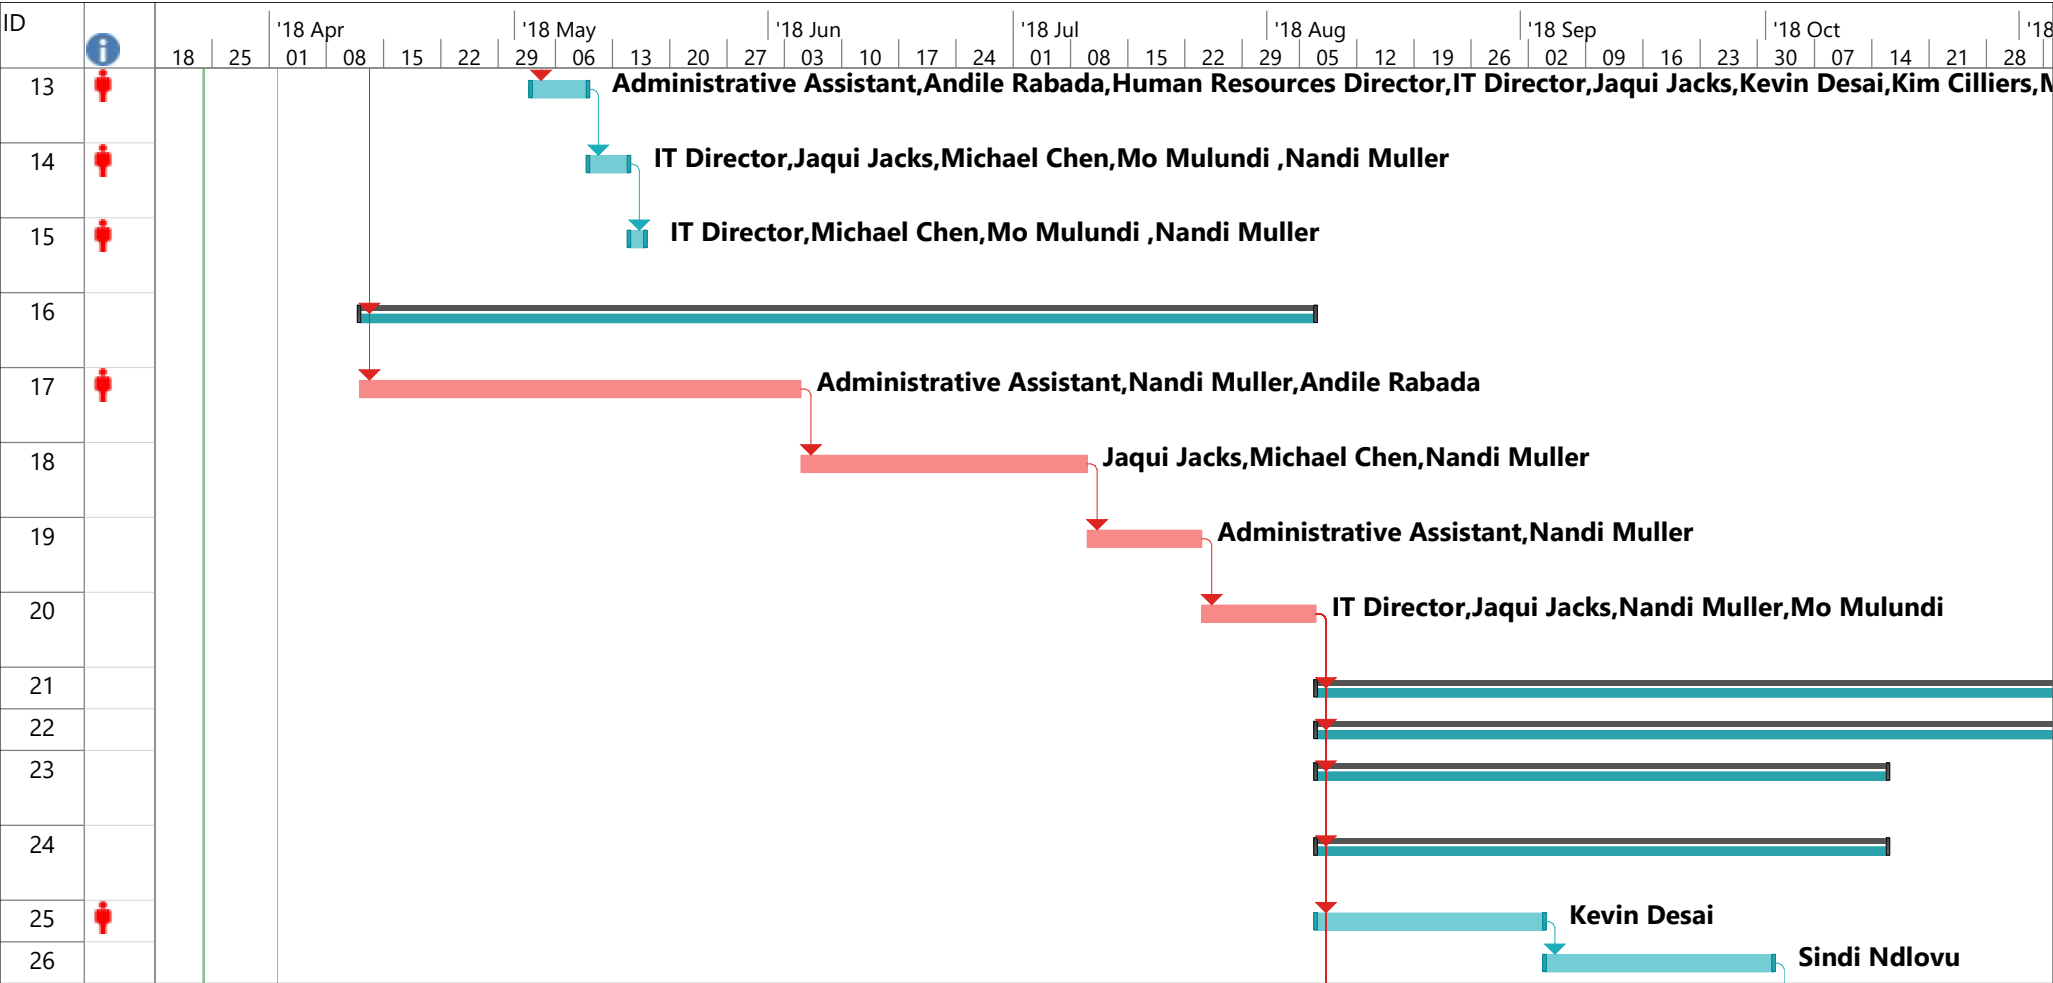 ID
'18 Apr '18 May '18 Jun '18 Jul '18 Aug '18 Sep '18 Oct '18
18 25 01 08 15 22 29 06 13 20 27 03 10 17 24 01 08 15 22 29 05 12 19 26 02 09 16 23 30 07 14 21 28
13 Administrative Assistant,Andile Rabada,Human Resources Director,IT Director,Jaqui Jacks,Kevin Desai,Kim Cilliers,M
14 IT Director,Jaqui Jacks,Michael Chen,Mo Mulundi ,Nandi Muller
15 IT Director,Michael Chen,Mo Mulundi ,Nandi Muller
16
17 Administrative Assistant,Nandi Muller,Andile Rabada
18 Jaqui Jacks,Michael Chen,Nandi Muller
19 Administrative Assistant,Nandi Muller
20 IT Director,Jaqui Jacks,Nandi Muller,Mo Mulundi
21
22
23
24
25 Kevin Desai
26 Sindi Ndlovu